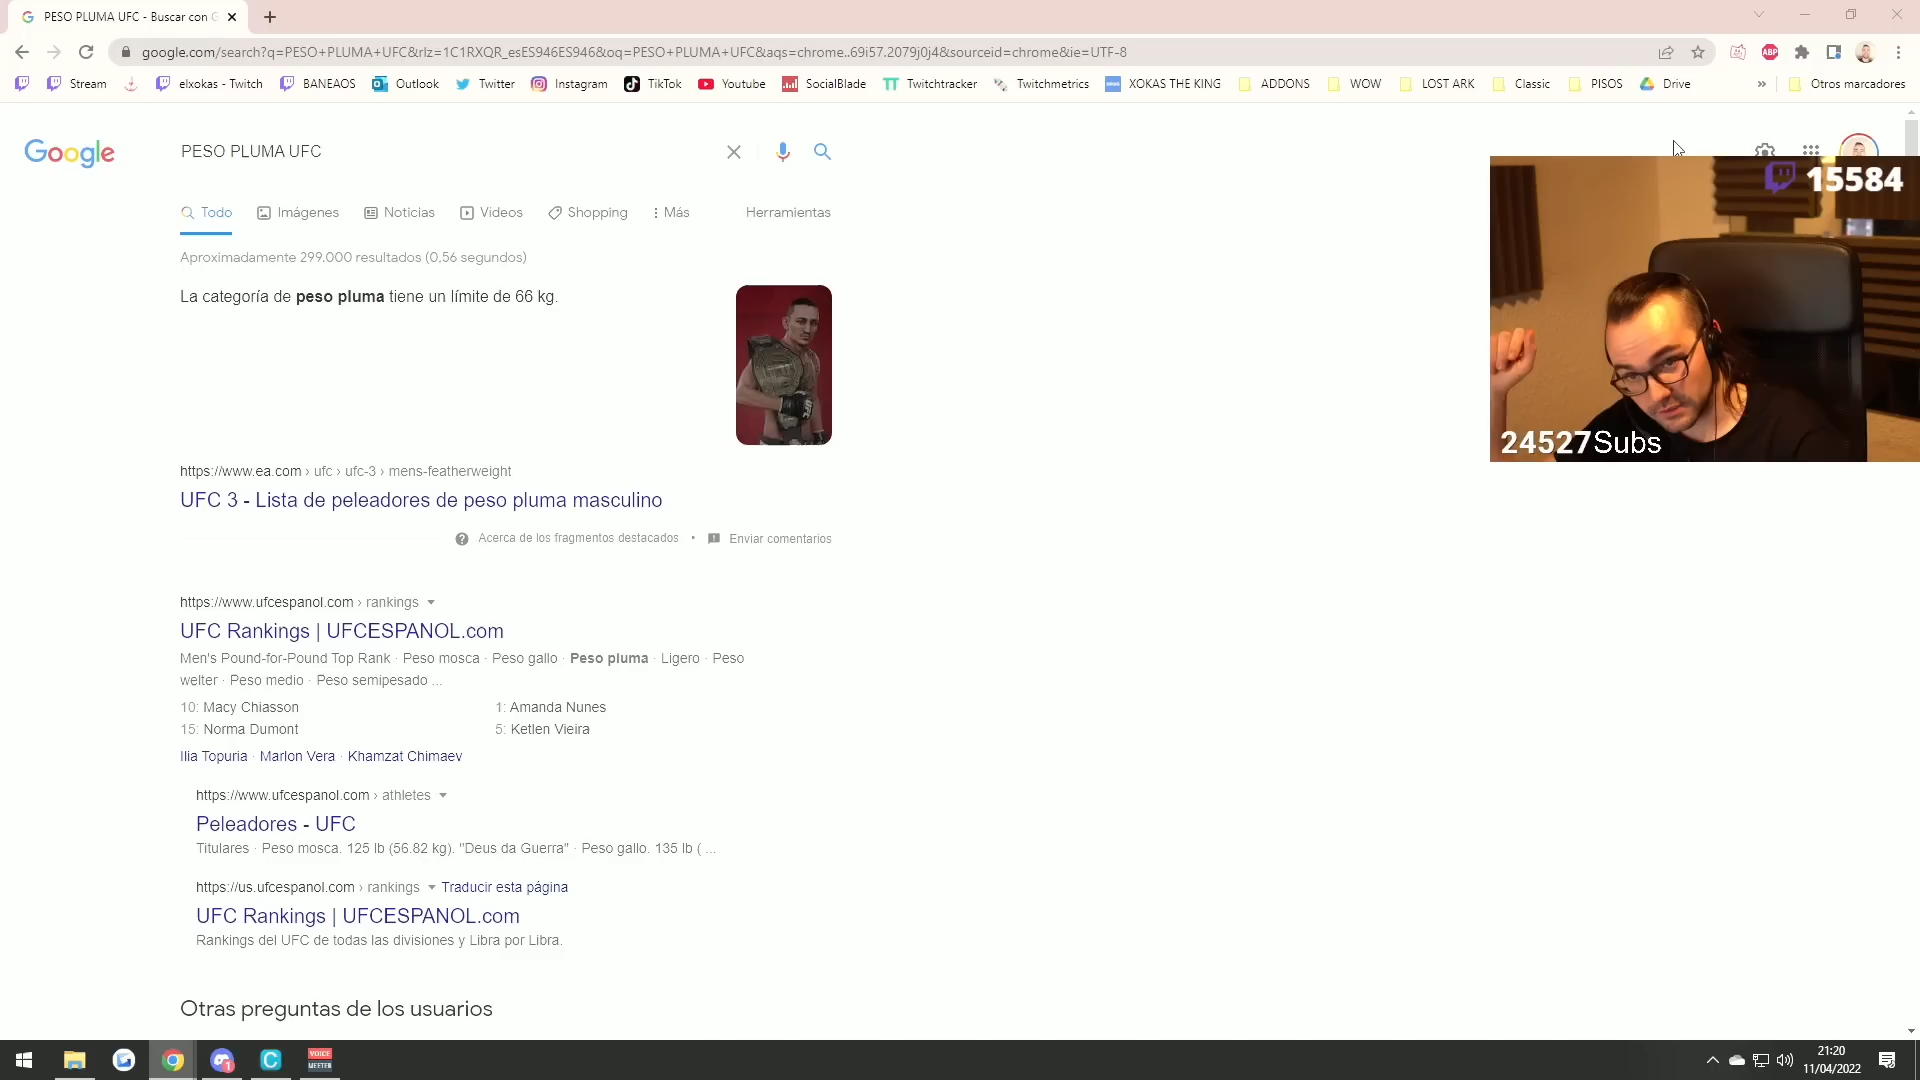 PESO PLUMA UFC - Buscar con G
google.com/search?q=PESO+PLUMA+UFC&rlz=1C1RXQR_esES946ES946&oq=PESO+PLUMA+UFC&aqs=chrome..69i57.2079j0j4&sourceid=chrome&ie=UTF-8
ABP
Stream
elxokas - Twitch
BANEAOS
Outlook
Twitter
Instagram
TikTok
Youtube
SocialBlade
Twitchtracker
Twitchmetrics
XOKAS THE KING
ADDONS
WOW
LOST ARK
Classic
PISOS
Drive
»
Otros marcadores
Google
PESO PLUMA UFC
15584
Todo
Imágenes
Noticias
Vídeos
Shopping
Más
Herramientas
Aproximadamente 299.000 resultados (0,56 segundos)
La categoría de peso pluma tiene un límite de 66 kg.
24527Subs
https://www.ea.com › ufc › ufc-3 › mens-featherweight
UFC 3 - Lista de peleadores de peso pluma masculino
Acerca de los fragmentos destacados • Enviar comentarios
https://www.ufcespanol.com › rankings
UFC Rankings | UFCESPANOL.com
Men's Pound-for-Pound Top Rank · Peso mosca · Peso gallo · Peso pluma · Ligero · Peso
welter · Peso medio · Peso semipesado ...
10: Macy Chiasson
1: Amanda Nunes
15: Norma Dumont
5: Ketlen Vieira
Ilia Topuria · Marlon Vera · Khamzat Chimaev
https://www.ufcespanol.com › athletes
Peleadores - UFC
Titulares · Peso mosca. 125 lb (56.82 kg). "Deus da Guerra" · Peso gallo. 135 lb ( ...
https://us.ufcespanol.com › rankings
Traducir esta página
UFC Rankings | UFCESPANOL.com
Rankings del UFC de todas las divisiones y Libra por Libra.
Otras preguntas de los usuarios
1
C
VOICE
MEETER
21:20
11/04/2022